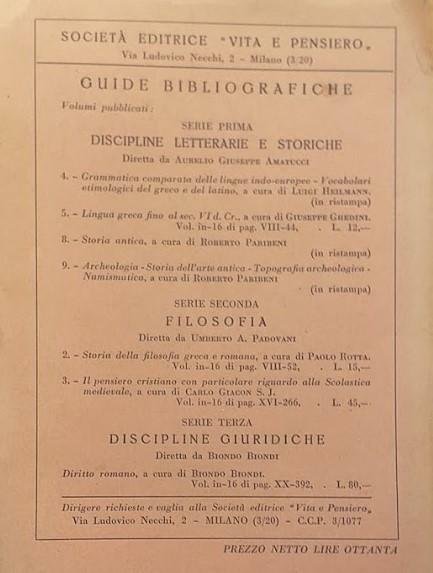 SOCIETÀ EDITRICE "VITA E PENSIERO„
Via Ludovico Necchi, 2 – Milano (3/20)
GUIDE BIBLIOGRAFICHE
Volumi pubblicati:
SERIE PRIMA
DISCIPLINE LETTERARIE E STORICHE
Diretta da AURELIO GIUSEPPE AMATUCCI
4. – Grammatica comparata delle lingue indo-europee - Vocabolari
etimologici del greco e del latino, a cura di LUIGI HEILMANN.
(in ristampa)
5. – Lingua greca fino al sec. VI d. Cr., a cura di GIUSEPPE GHEDINI.
Vol. in-16 di pag. VIII-44, . L. 12,—
8. – Storia antica, a cura di ROBERTO PARIBENI
(in ristampa)
9. – Archeologia - Storia dell'arte antica - Topografia archeologica -
Numismatica, a cura di ROBERTO PARIBENI
(in ristampa)
SERIE SECONDA
FILOSOFIA
Diretta da UMBERTO A. PADOVANI
2. – Storia della filosofia greca e romana, a cura di PAOLO ROTTA.
Vol. in-16 di pag. VIII-52, . L. 15,—
3. – Il pensiero cristiano con particolare riguardo alla Scolastica
medievale, a cura di CARLO GIACON S. J.
Vol. in-16 di pag. XVI-266, . L. 45,—
SERIE TERZA
DISCIPLINE GIURIDICHE
Diretta da BIONDO BIONDI
Diritto romano, a cura di BIONDO BIONDI.
Vol. in-16 di pag. XX-392, . L. 80,—
Dirigere richieste e vaglia alla Società editrice "Vita e Pensiero„
Via Ludovico Necchi, 2 – MILANO (3/20) – C.C.P. 3/1077
PREZZO NETTO LIRE OTTANTA